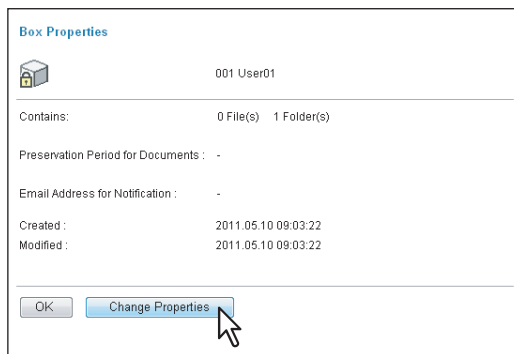 Box Properties
001 User01
Contains: 0 File(s) 1 Folder(s)
Preservation Period for Documents : -
Email Address for Notification : -
Created : 2011.05.10 09:03:22
Modified : 2011.05.10 09:03:22
OK Change Properties